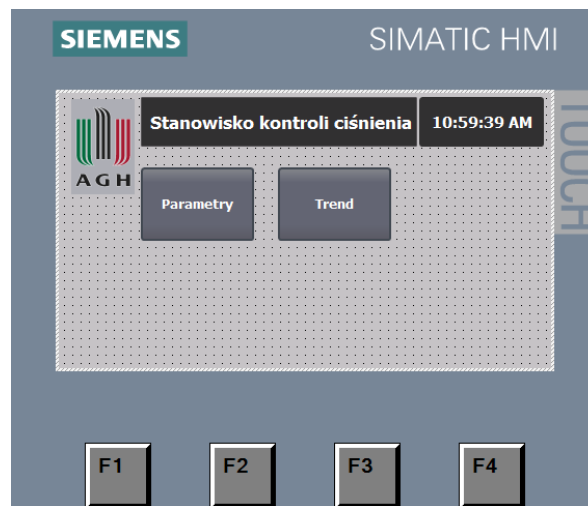 SIEMENS SIMATIC HMI
TOUCH
Stanowisko kontroli ciśnienia 10:59:39 AM
AGH
Parametry Trend
F1 F2 F3 F4